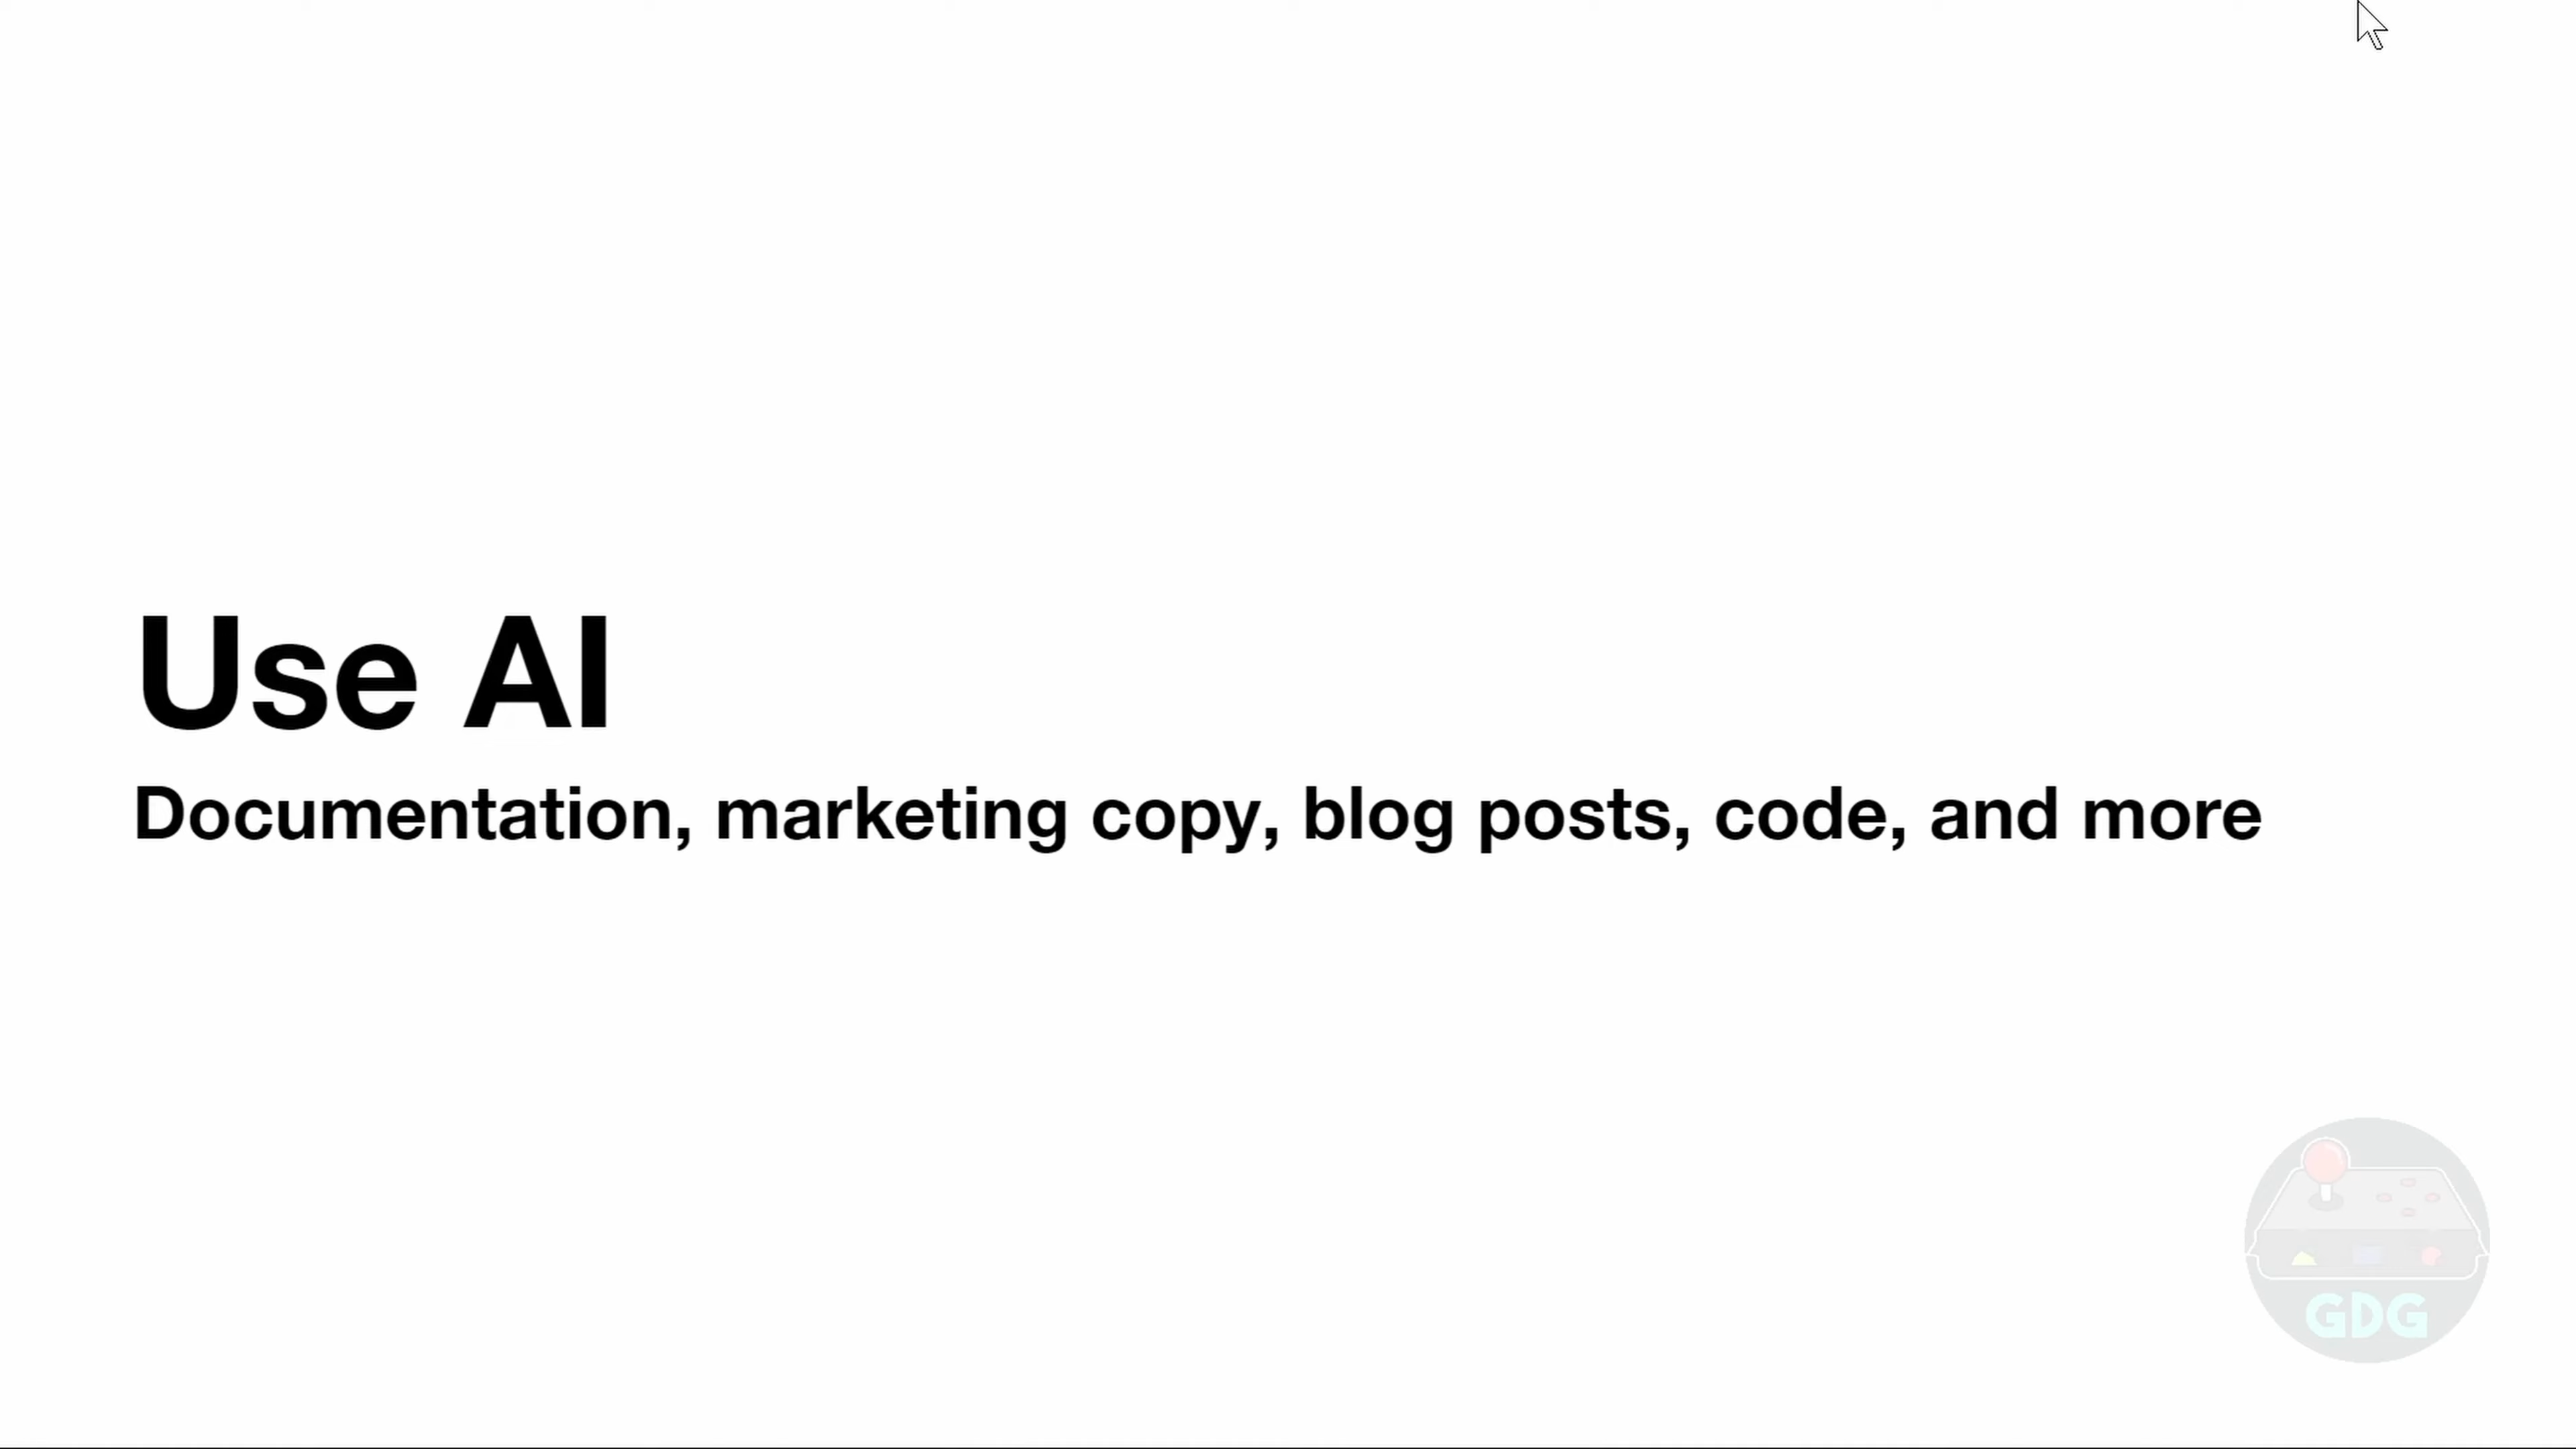 Use AI
Documentation, marketing copy, blog posts, code, and more
GDG